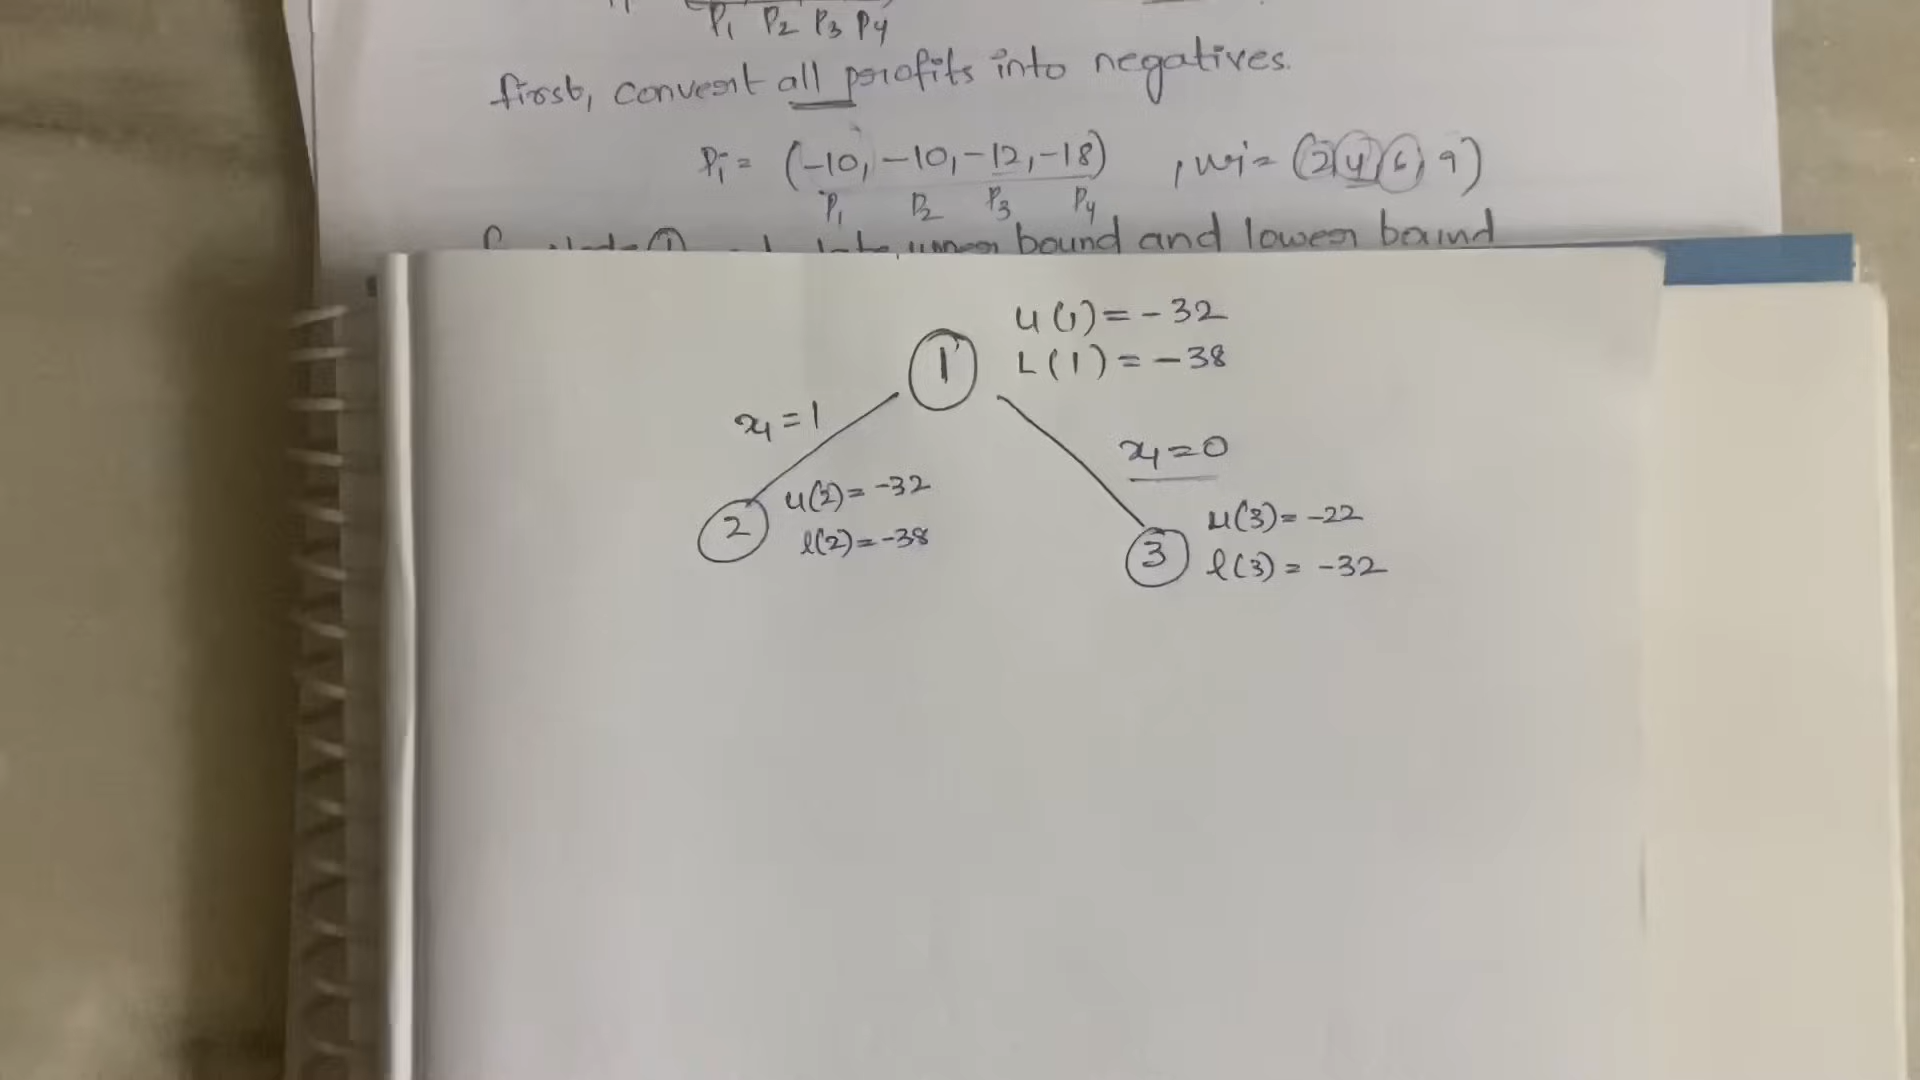 P1 P2 P3 P4
first, convert all profits into negatives.
Pi = (-10, -10, -12, -18) , wi = (2, 4, 6, 9)
P1 P2 P3 P4
bound and lower bound
1
U(1) = -32
L(1) = -38
x1 = 1
x1 = 0
2
u(2) = -32
l(2) = -38
3
u(3) = -22
l(3) = -32